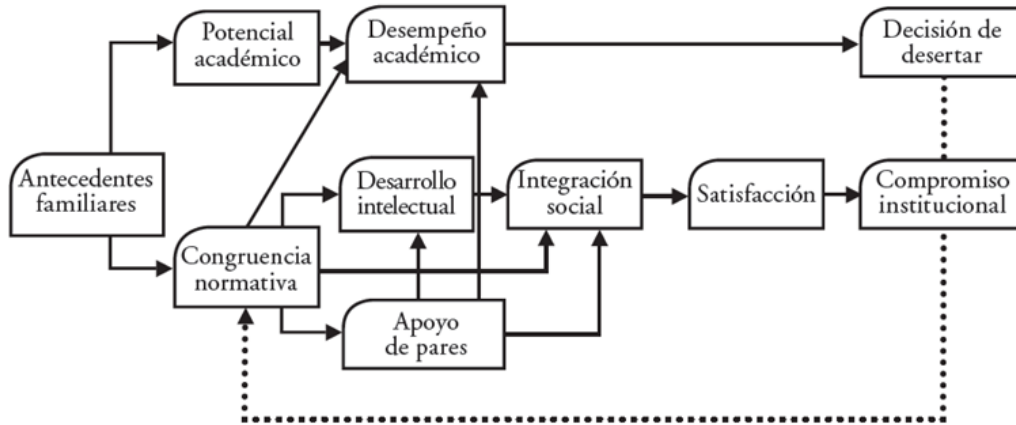 Potencial
académico
Desempeño
académico
Decisión de
desertar
Antecedentes
familiares
Desarrollo
intelectual
Integración
social
Satisfacción
Compromiso
institucional
Congruencia
normativa
Apoyo
de pares